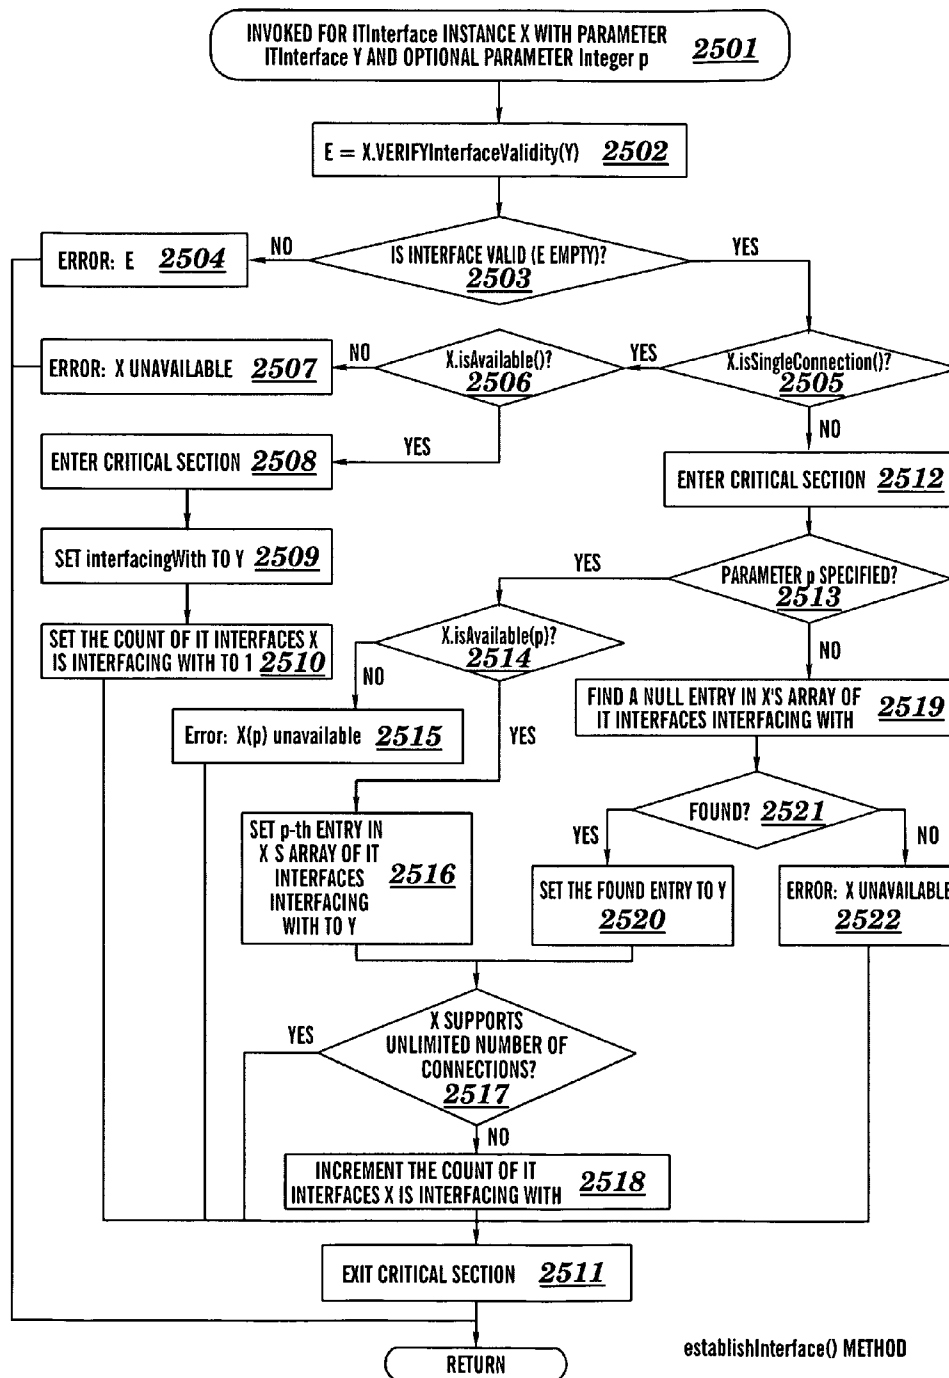 INVOKED FOR ITInterface INSTANCE X WITH PARAMETER
ITInterface Y AND OPTIONAL PARAMETER Integer p 2501
E = X.VERIFYInterfaceValidity(Y) 2502
IS INTERFACE VALID (E EMPTY)?
2503
NO
YES
ERROR: E 2504
X.isSingleConnection()?
2505
YES
NO
X.isAvailable()?
2506
NO
YES
ERROR: X UNAVAILABLE 2507
ENTER CRITICAL SECTION 2508
ENTER CRITICAL SECTION 2512
SET interfacingWith TO Y 2509
PARAMETER p SPECIFIED?
2513
YES
NO
SET THE COUNT OF IT INTERFACES X
IS INTERFACING WITH TO 1 2510
X.isAvailable(p)?
2514
NO
YES
FIND A NULL ENTRY IN X'S ARRAY OF
IT INTERFACES INTERFACING WITH 2519
Error: X(p) unavailable 2515
FOUND? 2521
YES
NO
SET p-th ENTRY IN
X S ARRAY OF IT
INTERFACES
INTERFACING
WITH TO Y
2516
SET THE FOUND ENTRY TO Y
2520
ERROR: X UNAVAILABLE
2522
X SUPPORTS
UNLIMITED NUMBER OF
CONNECTIONS?
2517
YES
NO
INCREMENT THE COUNT OF IT
INTERFACES X IS INTERFACING WITH 2518
EXIT CRITICAL SECTION 2511
RETURN
establishInterface() METHOD